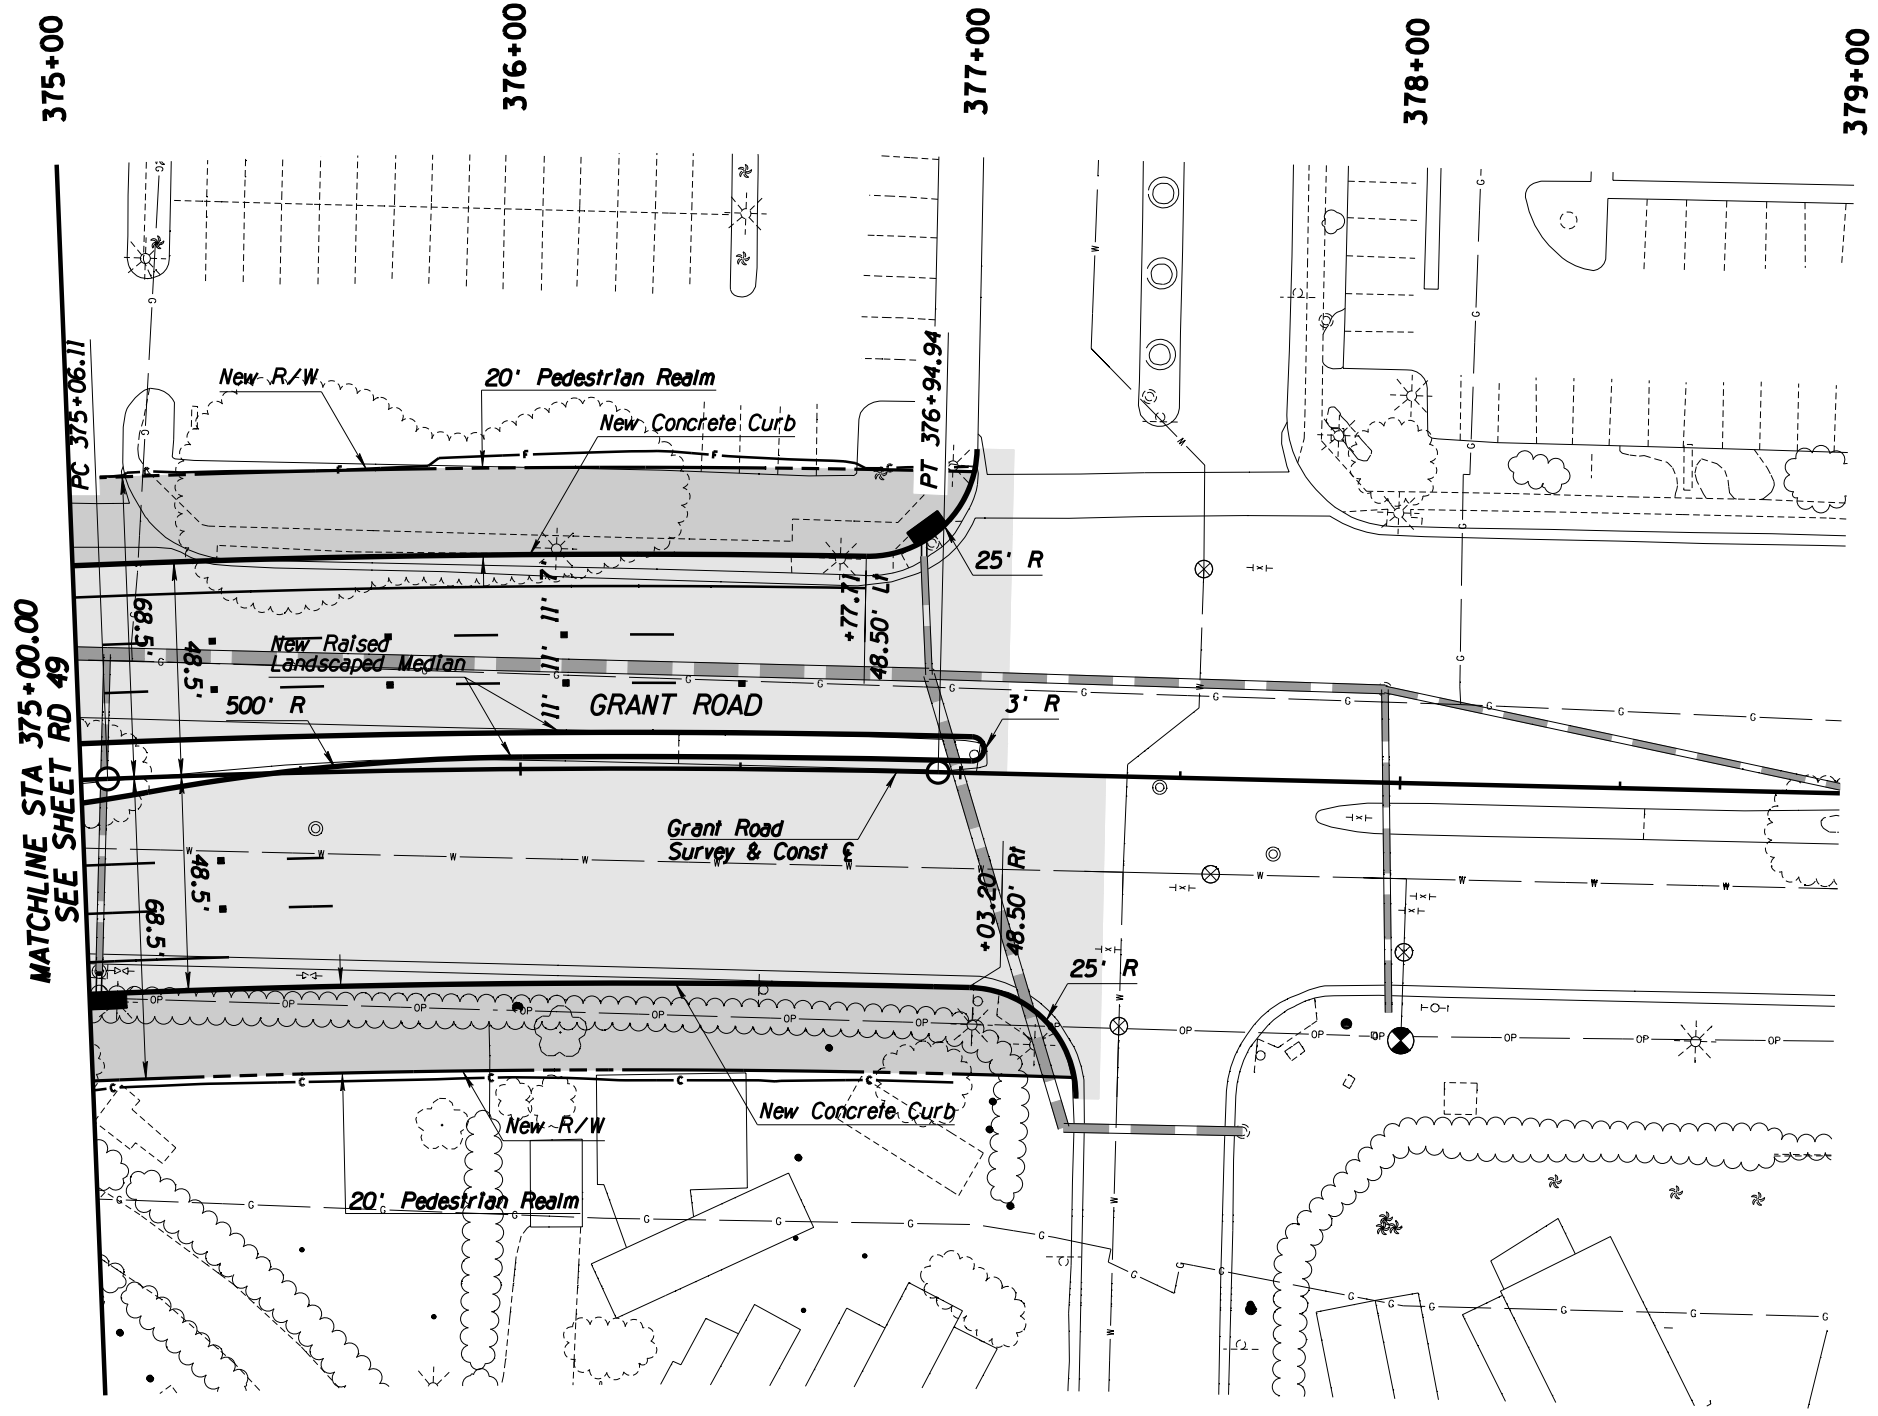 375+00
376+00
377+00
378+00
379+00
PC 375+06.11
New R/W
20' Pedestrian Realm
New Concrete Curb
PT 376+94.94
25' R
68.5'
48.5'
7'
11'
11'
11'
+77.71
48.50' Lt
New Raised
Landscaped Median
500' R
GRANT ROAD
3' R
MATCHLINE STA 375+00.00
SEE SHEET RD 49
Grant Road
Survey & Const ℄
48.5'
68.5'
+03.20
48.50' Rt
25' R
New Concrete Curb
New R/W
20' Pedestrian Realm